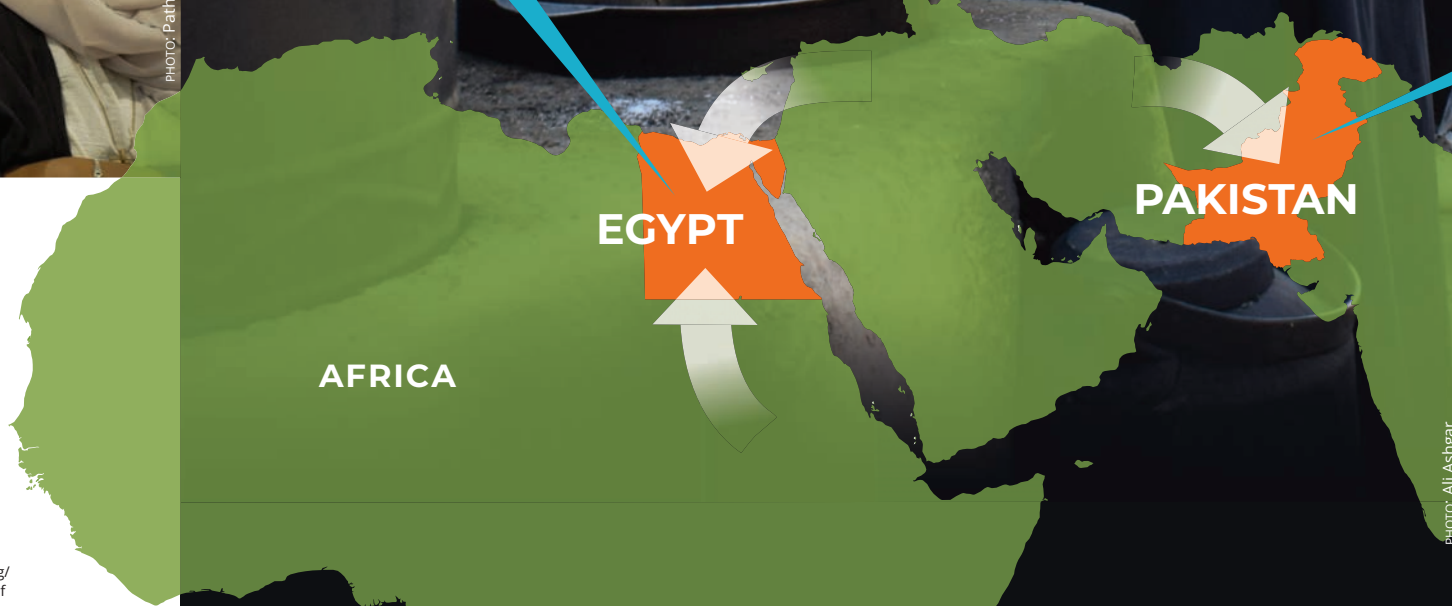 PHOTO: Path
EGYPT
PAKISTAN
AFRICA
PHOTO: Ali Ashgar
g/
f